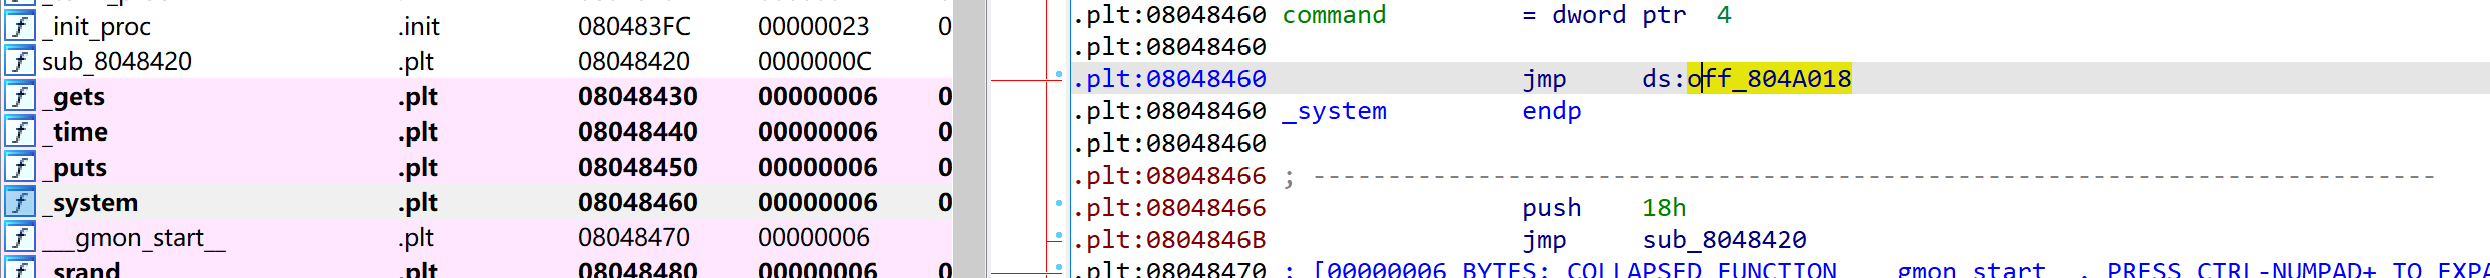 _init_proc .init 080483FC 00000023 0
sub_8048420 .plt 08048420 0000000C
_gets .plt 08048430 00000006 0
_time .plt 08048440 00000006 0
_puts .plt 08048450 00000006 0
_system .plt 08048460 00000006 0
___gmon_start__ .plt 08048470 00000006
_srand .plt 08048480 00000006 0
.plt:08048460 command = dword ptr 4
.plt:08048460
.plt:08048460 jmp ds:off_804A018
.plt:08048460 _system endp
.plt:08048460
.plt:08048466 ; ---------------------------------------------------------------------------
.plt:08048466 push 18h
.plt:0804846B jmp sub_8048420
.plt:08048470 ; [00000006 BYTES: COLLAPSED FUNCTION ___gmon_start__. PRESS CTRL-NUMPAD+ TO EXPA